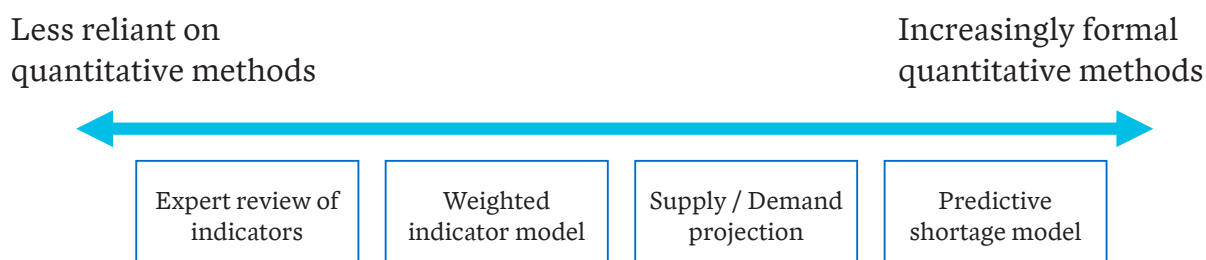 Less reliant on
quantitative methods
Increasingly formal
quantitative methods
Expert review of
indicators
Weighted
indicator model
Supply / Demand
projection
Predictive
shortage model